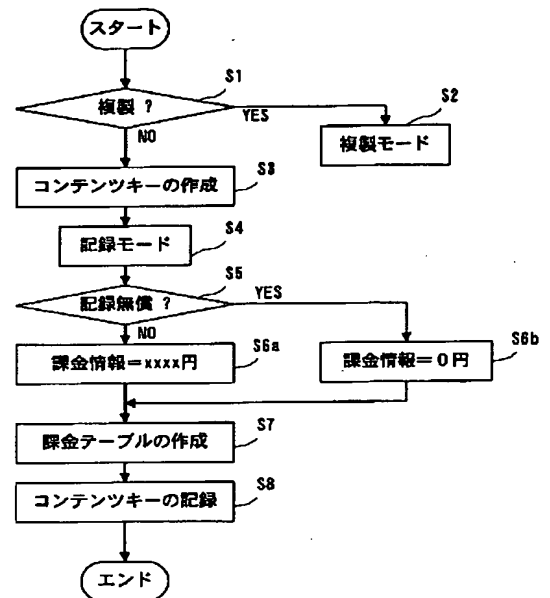 スタート
S1
複製 ?
YES
S2
複製モード
NO
S3
コンテンツキーの作成
S4
記録モード
S5
記録無償 ?
YES
NO
S6a
課金情報=xxxx円
S6b
課金情報=0円
S7
課金テーブルの作成
S8
コンテンツキーの記録
エンド